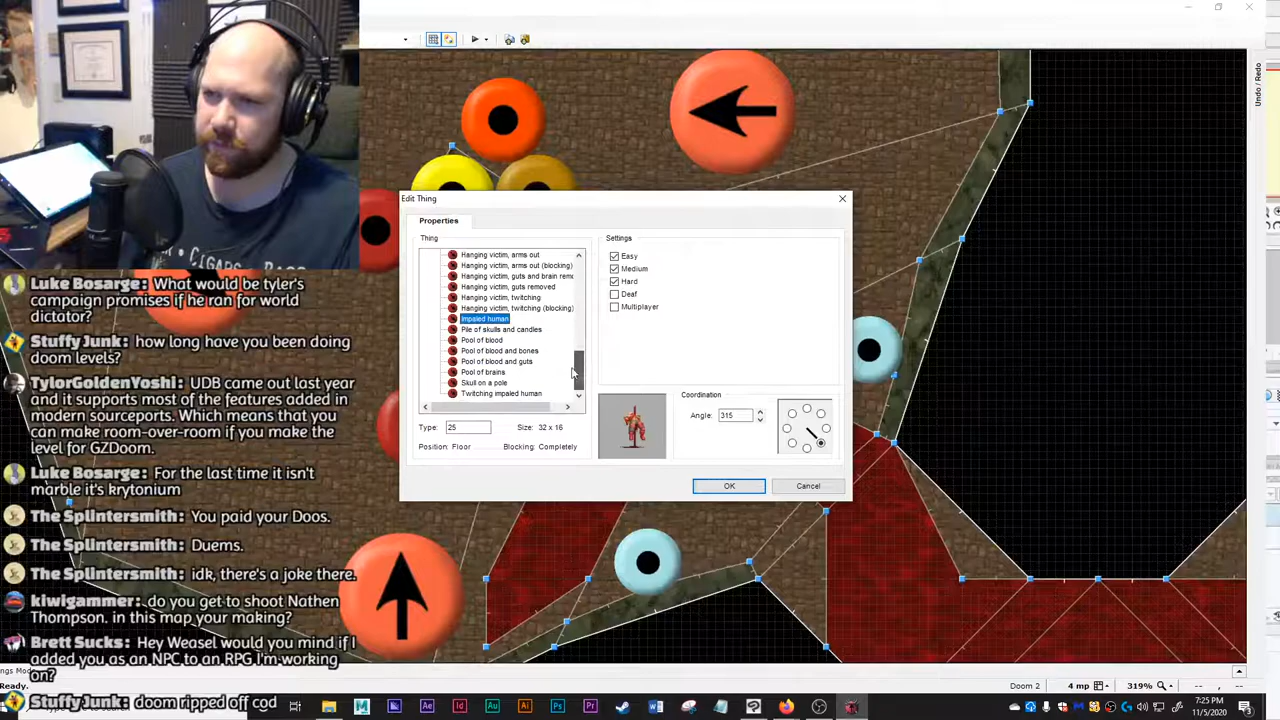 Undo / Redo
Edit Thing
Properties
Thing
Hanging victim, arms out
Hanging victim, arms out (blocking)
Hanging victim, guts and brain rem
Hanging victim, guts removed
Hanging victim, twitching
Hanging victim, twitching (blocking)
Impaled human
Pile of skulls and candles
Pool of blood
Pool of blood and bones
Pool of blood and guts
Pool of brains
Skull on a pole
Twitching impaled human
Type: 25
Size: 32 x 16
Position: Floor
Blocking: Completely
Settings
Easy
Medium
Hard
Deaf
Multiplayer
Coordination
Angle: 315
OK
Cancel
Luke Bosarge: What would be tyler's
campaign promises if he ran for world
dictator?
Stuffy Junk: how long have you been doing
doom levels?
TylorGoldenYoshi: UDB came out last year
and it supports most of the features added in
modern sourceports. Which means that you
can make room-over-room if you make the
level for GZDoom.
Luke Bosarge: For the last time it isn't
marble it's krytonium
The Splintersmith: You paid your Doos.
The Splintersmith: Duems.
The Splintersmith: idk, there's a joke there.
kiwigammer: do you get to shoot Nathen
Thompson. in this map your making?
Brett Sucks: Hey Weasel would you mind if I
added you as an NPC to an RPG I'm working
on?
Stuffy Junk: doom ripped off cod
ngs Mode
Ready.
Doom 2
4 mp
319%
7:25 PM
11/5/2020